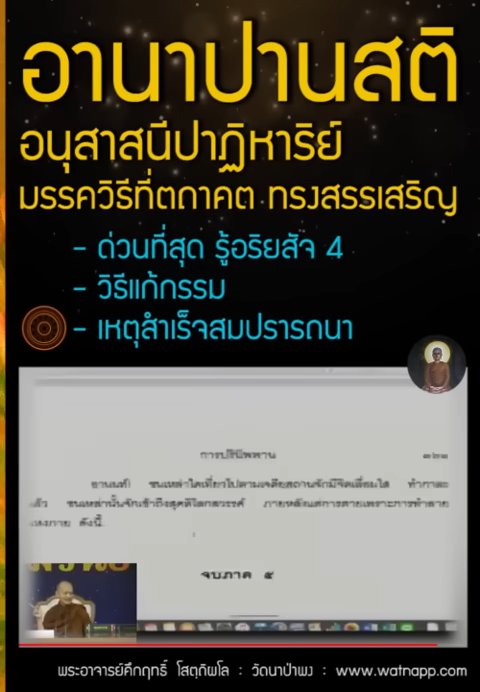 อานาปานสติ
อนุสาสนีปาฏิหาริย์
มรรควิธีที่ตถาคต ทรงสรรเสริญ
- ด่วนที่สุด รู้อริยสัจ 4
- วิธีแก้กรรม
- เหตุสำเร็จสมปรารถนา
การปรินิพพาน
อานนท์! ชนเหล่าใดเที่ยวไปตามเจดียสถานจักมีจิตเลื่อมใส ทำกาละ
แล้ว ชนเหล่านั้นจักเข้าถึงสุคติโลกสวรรค์ ภายหลังแต่การตายเพราะการทำลาย
แห่งกาย ดังนี้.
จบภาค ๕
พระอาจารย์คึกฤทธิ์ โสตฺถิผโล : วัดนาป่าพง : www.watnapp.com